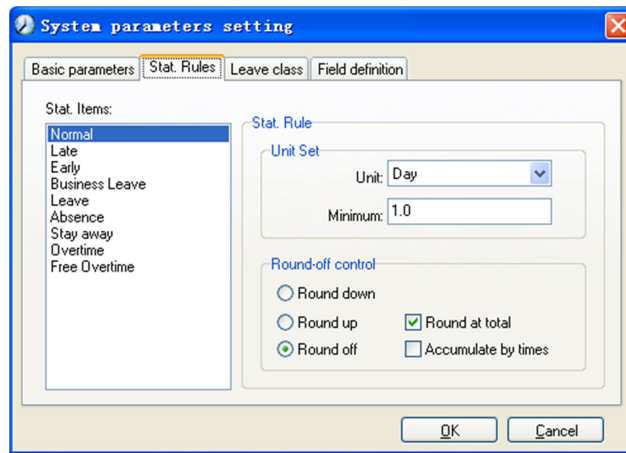 System parameters setting
Basic parameters Stat. Rules Leave class Field definition
Stat. Items:
Normal
Late
Early
Business Leave
Leave
Absence
Stay away
Overtime
Free Overtime
Stat. Rule
Unit Set
Unit: Day
Minimum: 1.0
Round-off control
Round down
Round up Round at total
Round off Accumulate by times
OK Cancel